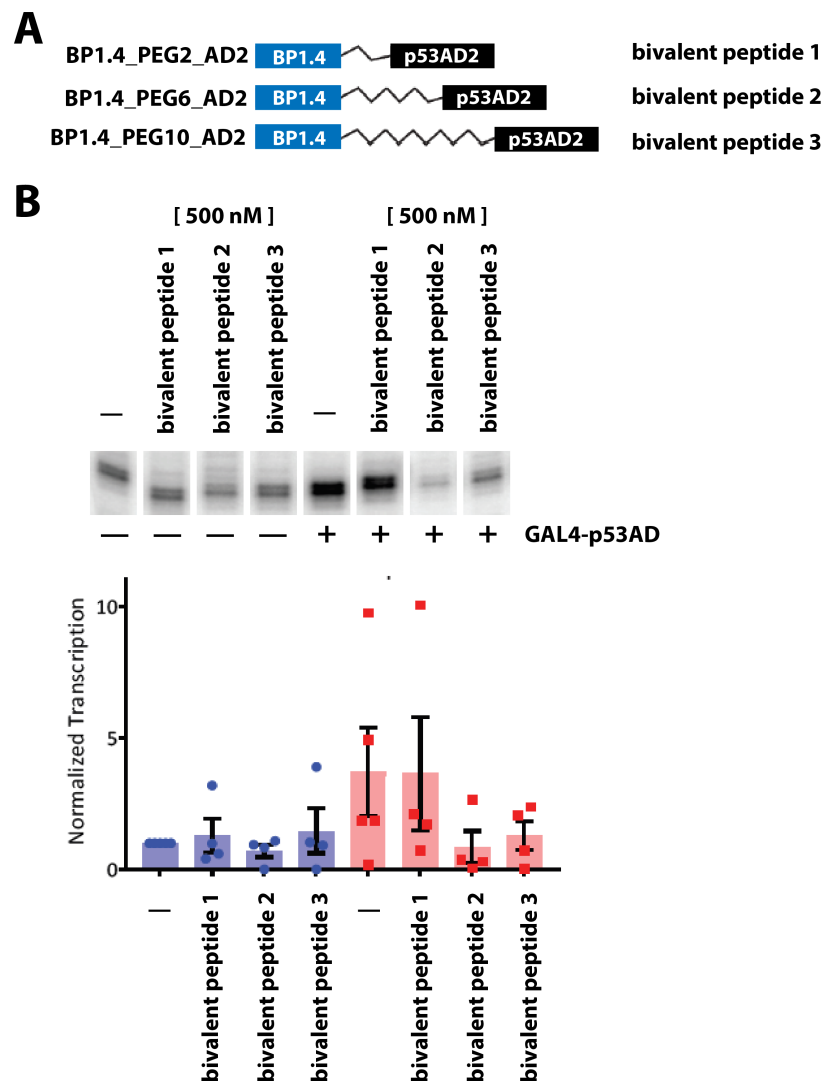 A
BP1.4_PEG2_AD2 BP1.4 p53AD2 bivalent peptide 1
BP1.4_PEG6_AD2 BP1.4 p53AD2 bivalent peptide 2
BP1.4_PEG10_AD2 BP1.4 p53AD2 bivalent peptide 3
B
[ 500 nM ] [ 500 nM ]
— bivalent peptide 1 bivalent peptide 2 bivalent peptide 3 — bivalent peptide 1 bivalent peptide 2 bivalent peptide 3
— — — — + + + + GAL4-p53AD
Normalized Transcription
10
5
0
— bivalent peptide 1 bivalent peptide 2 bivalent peptide 3 — bivalent peptide 1 bivalent peptide 2 bivalent peptide 3